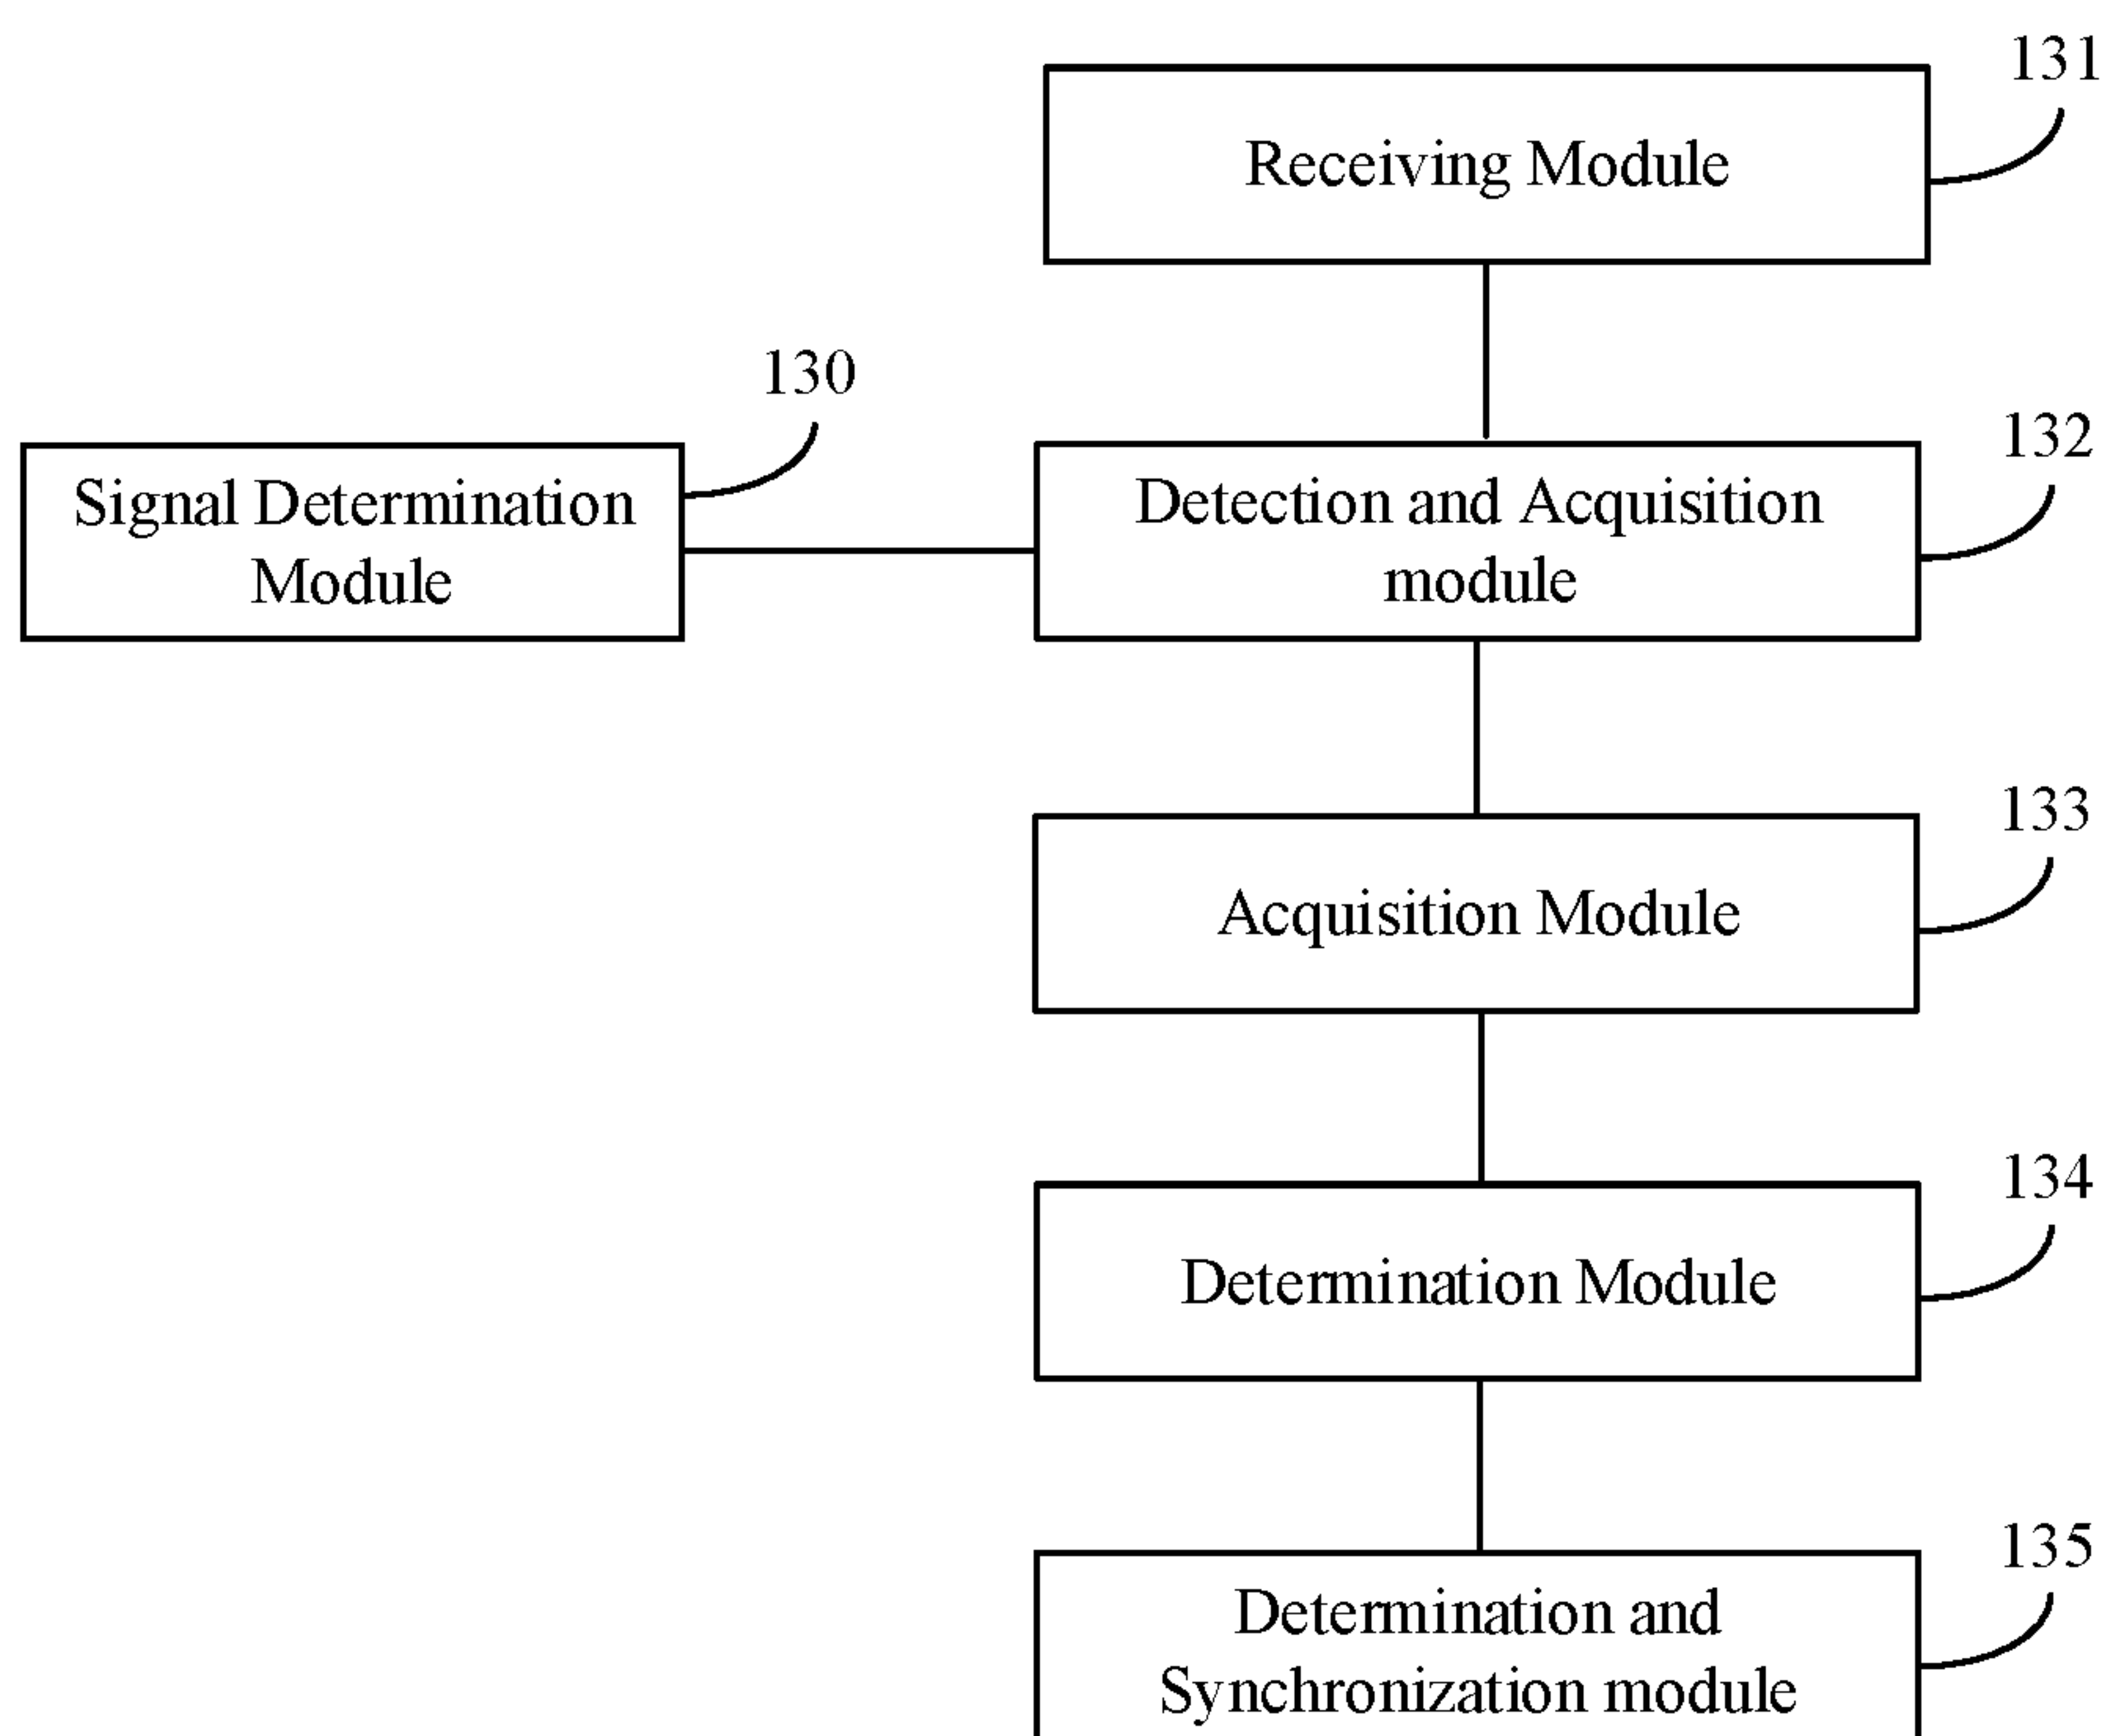 131
Receiving Module
130
132
Signal Determination
Module
Detection and Acquisition
module
133
Acquisition Module
134
Determination Module
135
Determination and
Synchronization module